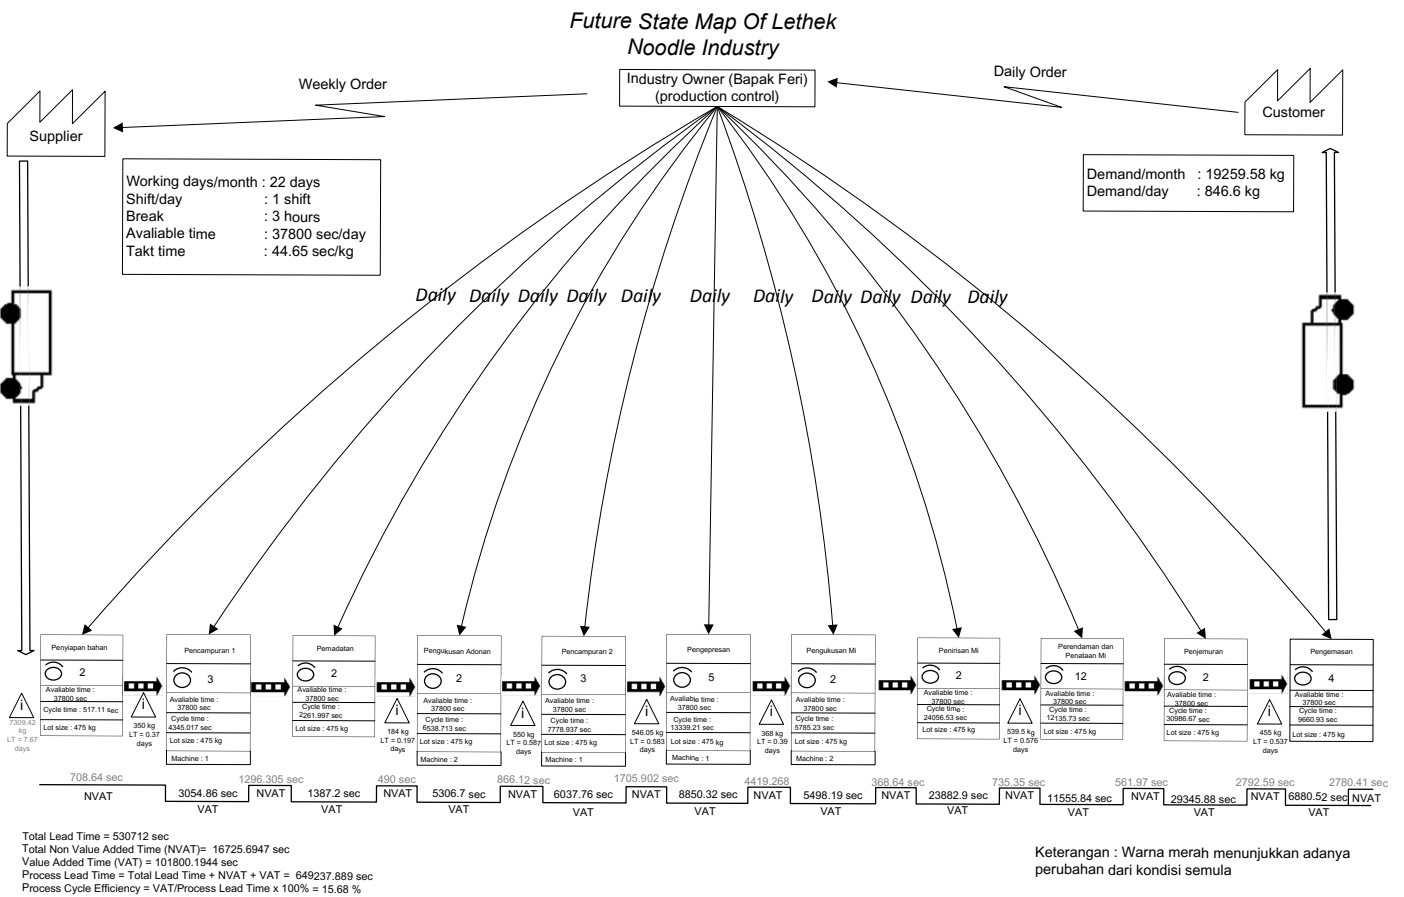 Future State Map Of Lethek
Noodle Industry
Weekly Order
Industry Owner (Bapak Feri)
(production control)
Daily Order
Supplier
Customer
Working days/month : 22 days
Shift/day : 1 shift
Break : 3 hours
Avaliable time : 37800 sec/day
Takt time : 44.65 sec/kg
Demand/month : 19259.58 kg
Demand/day : 846.6 kg
Daily Daily Daily Daily Daily Daily Daily Daily Daily Daily Daily
i
7309.42
kg
LT = 7.67
days
Penyiapan bahan
2
Avaliable time :
37800 sec
Cycle time : 517.11 sec
Lot size : 475 kg
i
350 kg
LT = 0.37
days
Pencampuran 1
3
Avaliable time :
37800 sec
Cycle time :
4345.017 sec
Lot size : 475 kg
Machine : 1
Pemadatan
2
Avaliable time :
37800 sec
Cycle time :
2261.997 sec
Lot size : 475 kg
i
184 kg
LT = 0.197
days
Pengukusan Adonan
2
Avaliable time :
37800 sec
Cycle time :
6538.713 sec
Lot size : 475 kg
Machine : 2
i
550 kg
LT = 0.587
days
Pencampuran 2
3
Avaliable time :
37800 sec
Cycle time :
7778.937 sec
Lot size : 475 kg
Machine : 1
i
546.05 kg
LT = 0.583
days
Pengepresan
5
Avaliable time :
37800 sec
Cycle time :
13339.21 sec
Lot size : 475 kg
Machine : 1
i
368 kg
LT = 0.39
days
Pengukusan Mi
2
Avaliable time :
37800 sec
Cycle time :
5785.23 sec
Lot size : 475 kg
Machine : 2
Penirisan Mi
2
Avaliable time :
37800 sec
Cycle time :
24056.53 sec
Lot size : 475 kg
i
539.5 kg
LT = 0.576
days
Perendaman dan
Penataan Mi
12
Avaliable time :
37800 sec
Cycle time :
12135.73 sec
Lot size : 475 kg
Penjemuran
2
Avaliable time :
37800 sec
Cycle time :
30986.67 sec
Lot size : 475 kg
i
455 kg
LT = 0.537
days
Pengemasan
4
Avaliable time :
37800 sec
Cycle time :
9660.93 sec
Lot size : 475 kg
708.64 sec 1296.305 sec 490 sec 866.12 sec 1705.902 sec 4419.268 368.64 sec 735.35 sec 561.97 sec 2792.59 sec 2780.41 sec
NVAT NVAT NVAT NVAT NVAT NVAT NVAT NVAT NVAT NVAT NVAT
3054.86 sec 1387.2 sec 5306.7 sec 6037.76 sec 8850.32 sec 5498.19 sec 23882.9 sec 11555.84 sec 29345.88 sec 6880.52 sec
VAT VAT VAT VAT VAT VAT VAT VAT VAT VAT
Total Lead Time = 530712 sec
Total Non Value Added Time (NVAT)= 16725.6947 sec
Value Added Time (VAT) = 101800.1944 sec
Process Lead Time = Total Lead Time + NVAT + VAT = 649237.889 sec
Process Cycle Efficiency = VAT/Process Lead Time x 100% = 15.68 %
Keterangan : Warna merah menunjukkan adanya
perubahan dari kondisi semula